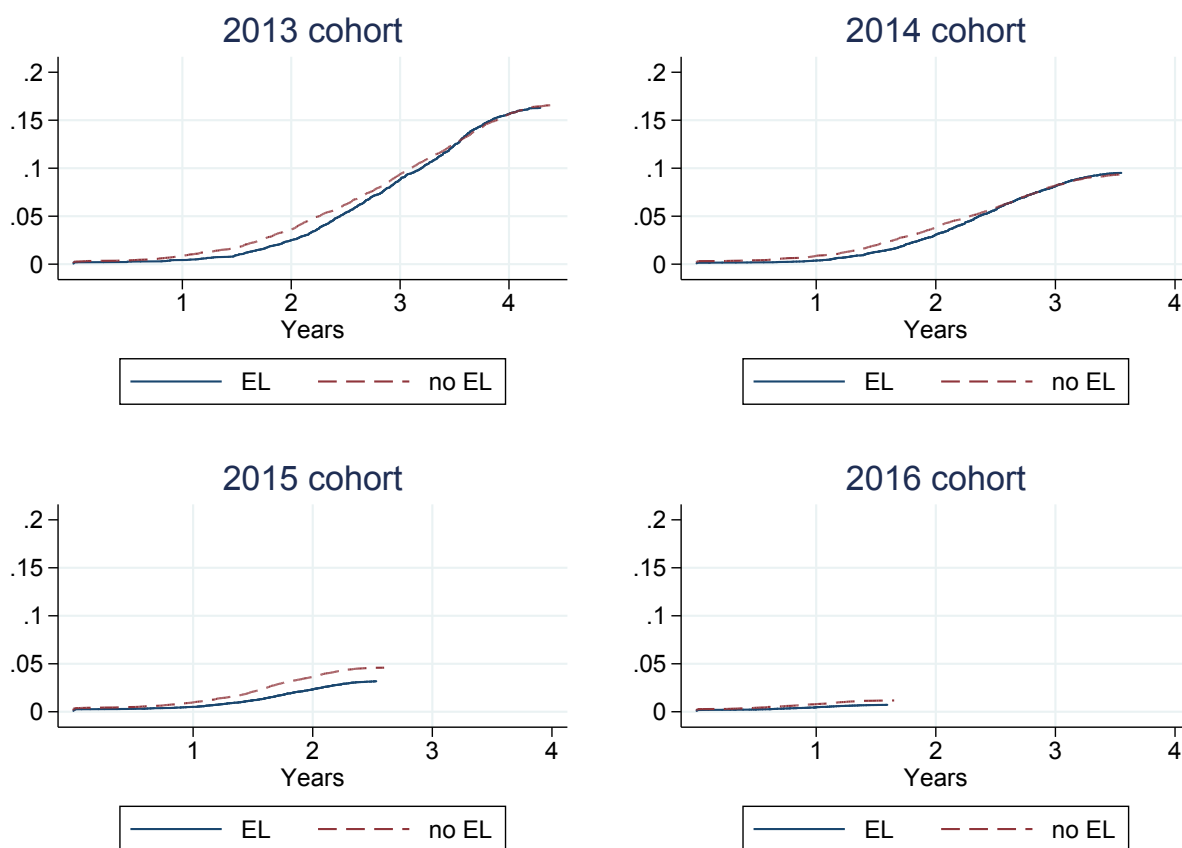 2013 cohort
.2
.15
.1
.05
0
1 2 3 4
Years
EL no EL
2014 cohort
.2
.15
.1
.05
0
1 2 3 4
Years
EL no EL
2015 cohort
.2
.15
.1
.05
0
1 2 3 4
Years
EL no EL
2016 cohort
.2
.15
.1
.05
0
1 2 3 4
Years
EL no EL